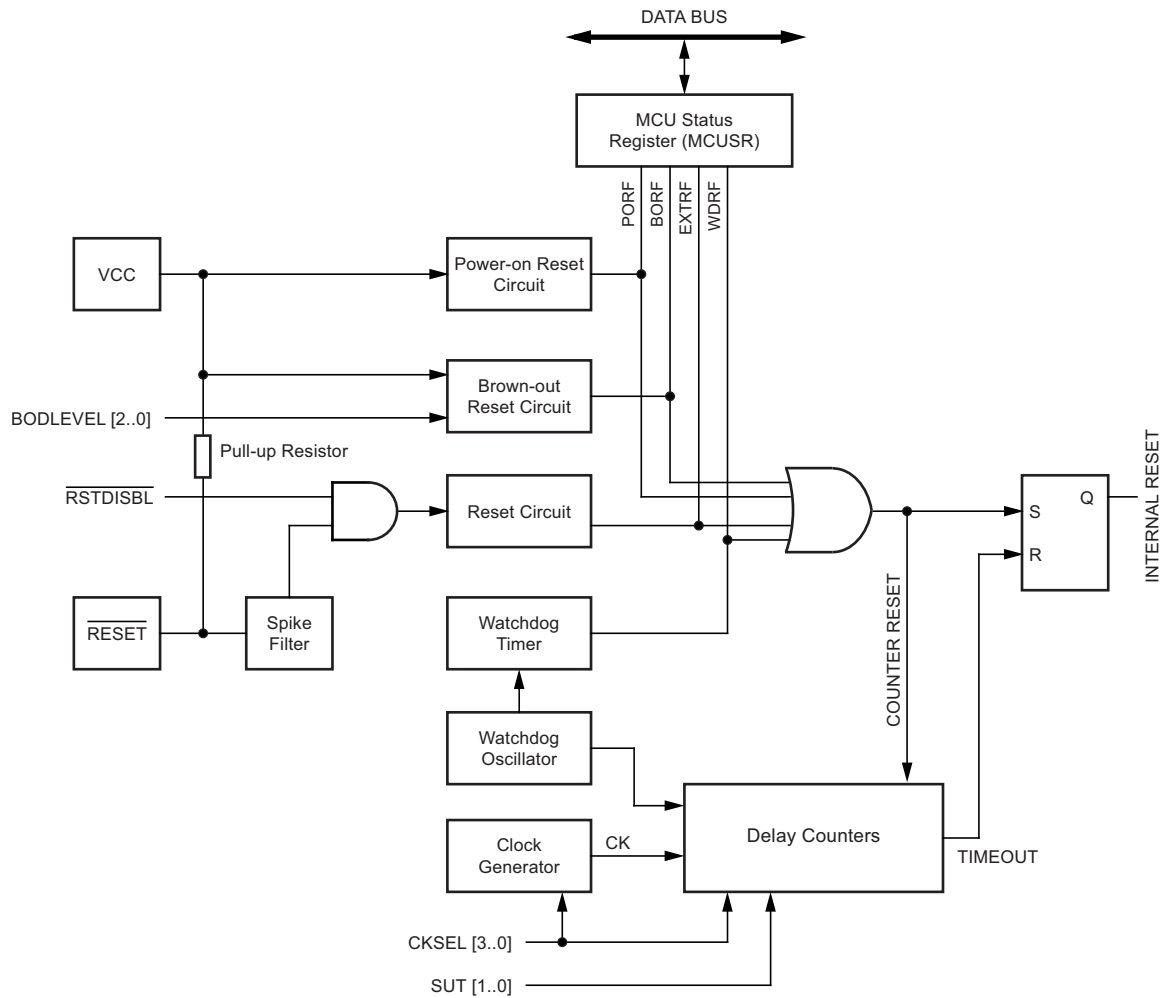 DATA BUS
MCU Status
Register (MCUSR)
PORF
BORF
EXTRF
WDRF
VCC
Power-on Reset
Circuit
Brown-out
Reset Circuit
BODLEVEL [2..0]
Pull-up Resistor
RSTDISBL
Reset Circuit
S
Q
R
INTERNAL RESET
RESET
Spike
Filter
Watchdog
Timer
COUNTER RESET
Watchdog
Oscillator
Clock
Generator
CK
Delay Counters
TIMEOUT
CKSEL [3..0]
SUT [1..0]